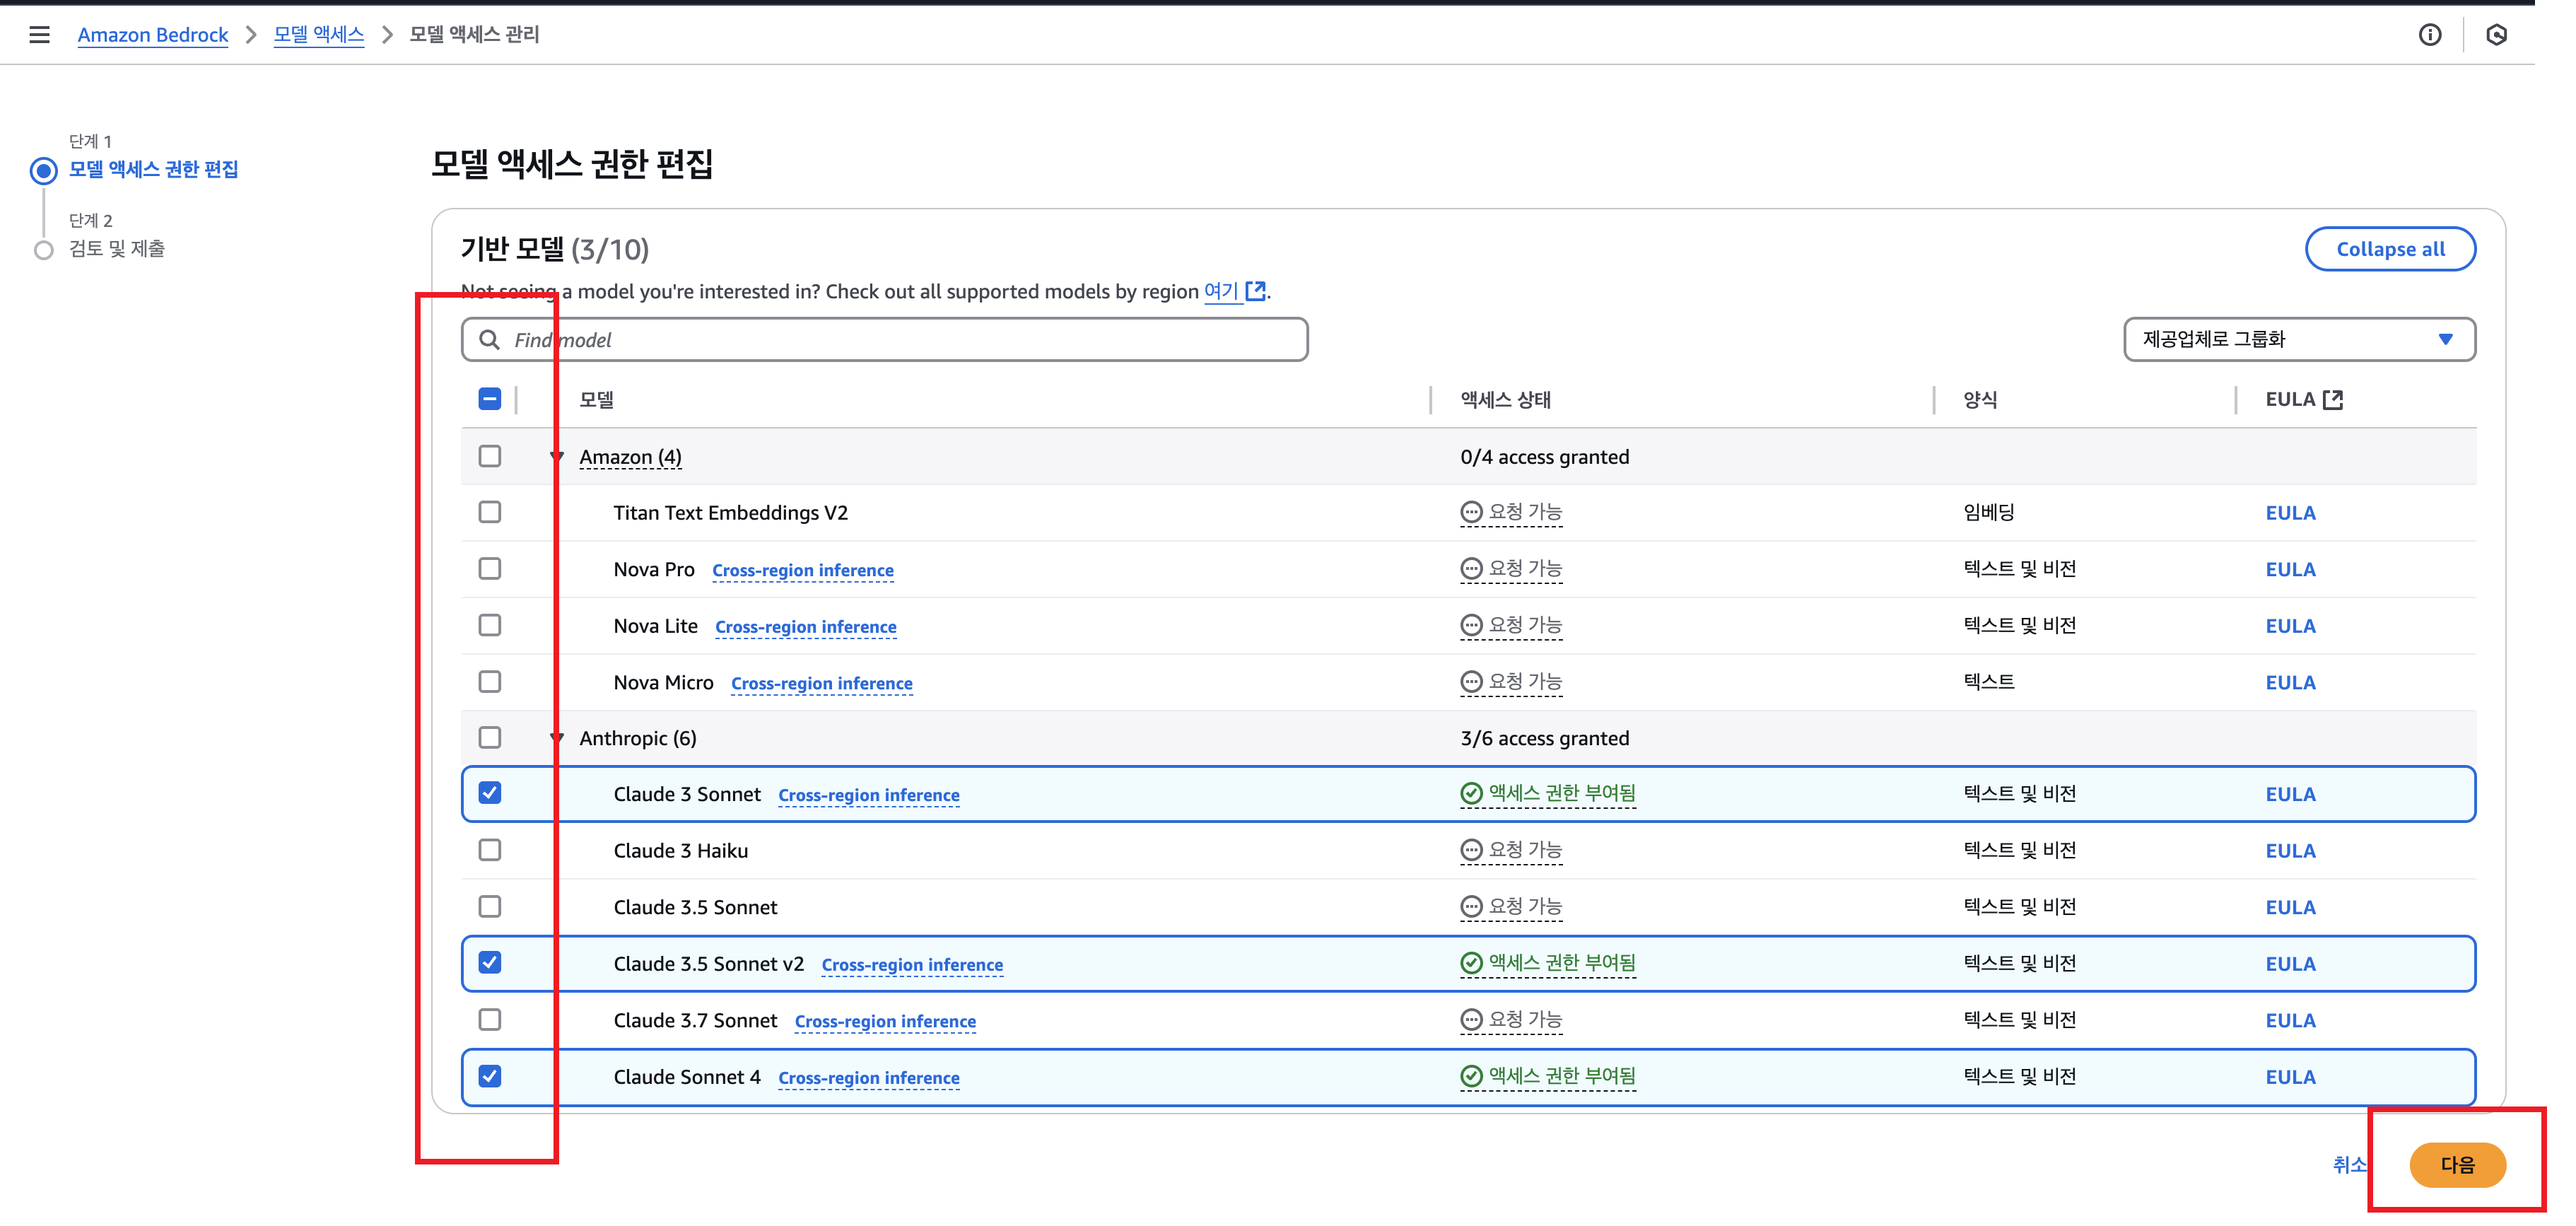 Amazon Bedrock > 모델 액세스 > 모델 액세스 관리
단계 1
모델 액세스 권한 편집
단계 2
검토 및 제출
모델 액세스 권한 편집
기반 모델 (3/10)
Collapse all
Not seeing a model you're interested in? Check out all supported models by region 여기.
Find model
제공업체로 그룹화
모델 액세스 상태 양식 EULA
Amazon (4) 0/4 access granted
Titan Text Embeddings V2 요청 가능 임베딩 EULA
Nova Pro Cross-region inference 요청 가능 텍스트 및 비전 EULA
Nova Lite Cross-region inference 요청 가능 텍스트 및 비전 EULA
Nova Micro Cross-region inference 요청 가능 텍스트 EULA
Anthropic (6) 3/6 access granted
Claude 3 Sonnet Cross-region inference 액세스 권한 부여됨 텍스트 및 비전 EULA
Claude 3 Haiku 요청 가능 텍스트 및 비전 EULA
Claude 3.5 Sonnet 요청 가능 텍스트 및 비전 EULA
Claude 3.5 Sonnet v2 Cross-region inference 액세스 권한 부여됨 텍스트 및 비전 EULA
Claude 3.7 Sonnet Cross-region inference 요청 가능 텍스트 및 비전 EULA
Claude Sonnet 4 Cross-region inference 액세스 권한 부여됨 텍스트 및 비전 EULA
취소 다음